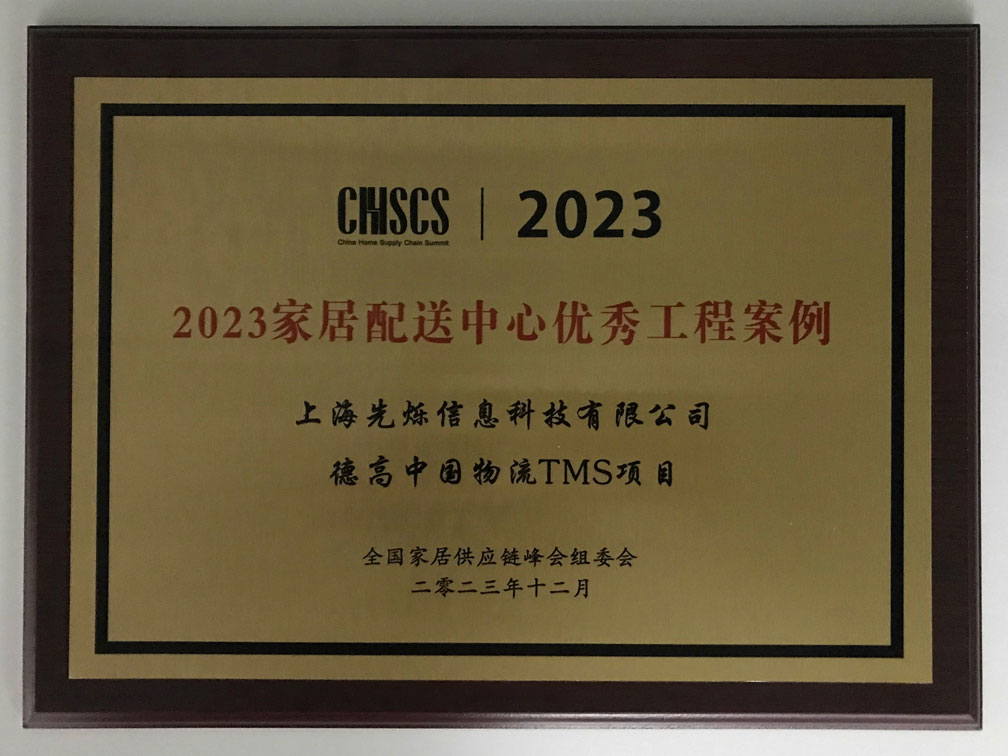 CHSCS | 2023
China Home Supply Chain Summit
2023家居配送中心优秀工程案例
上海先烁信息科技有限公司
德高中国物流TMS项目
全国家居供应链峰会组委会
二零二三年十二月